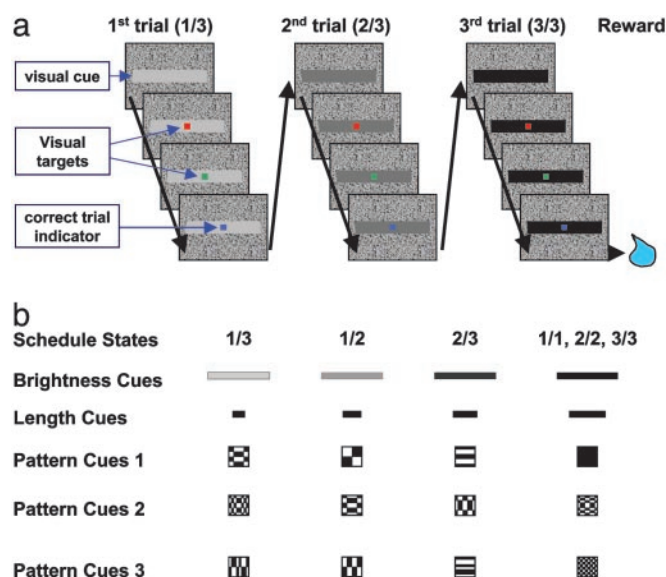 a
1st trial (1/3) 2nd trial (2/3) 3rd trial (3/3) Reward
visual cue
Visual
targets
correct trial
indicator
b
Schedule States 1/3 1/2 2/3 1/1, 2/2, 3/3
Brightness Cues
Length Cues
Pattern Cues 1
Pattern Cues 2
Pattern Cues 3